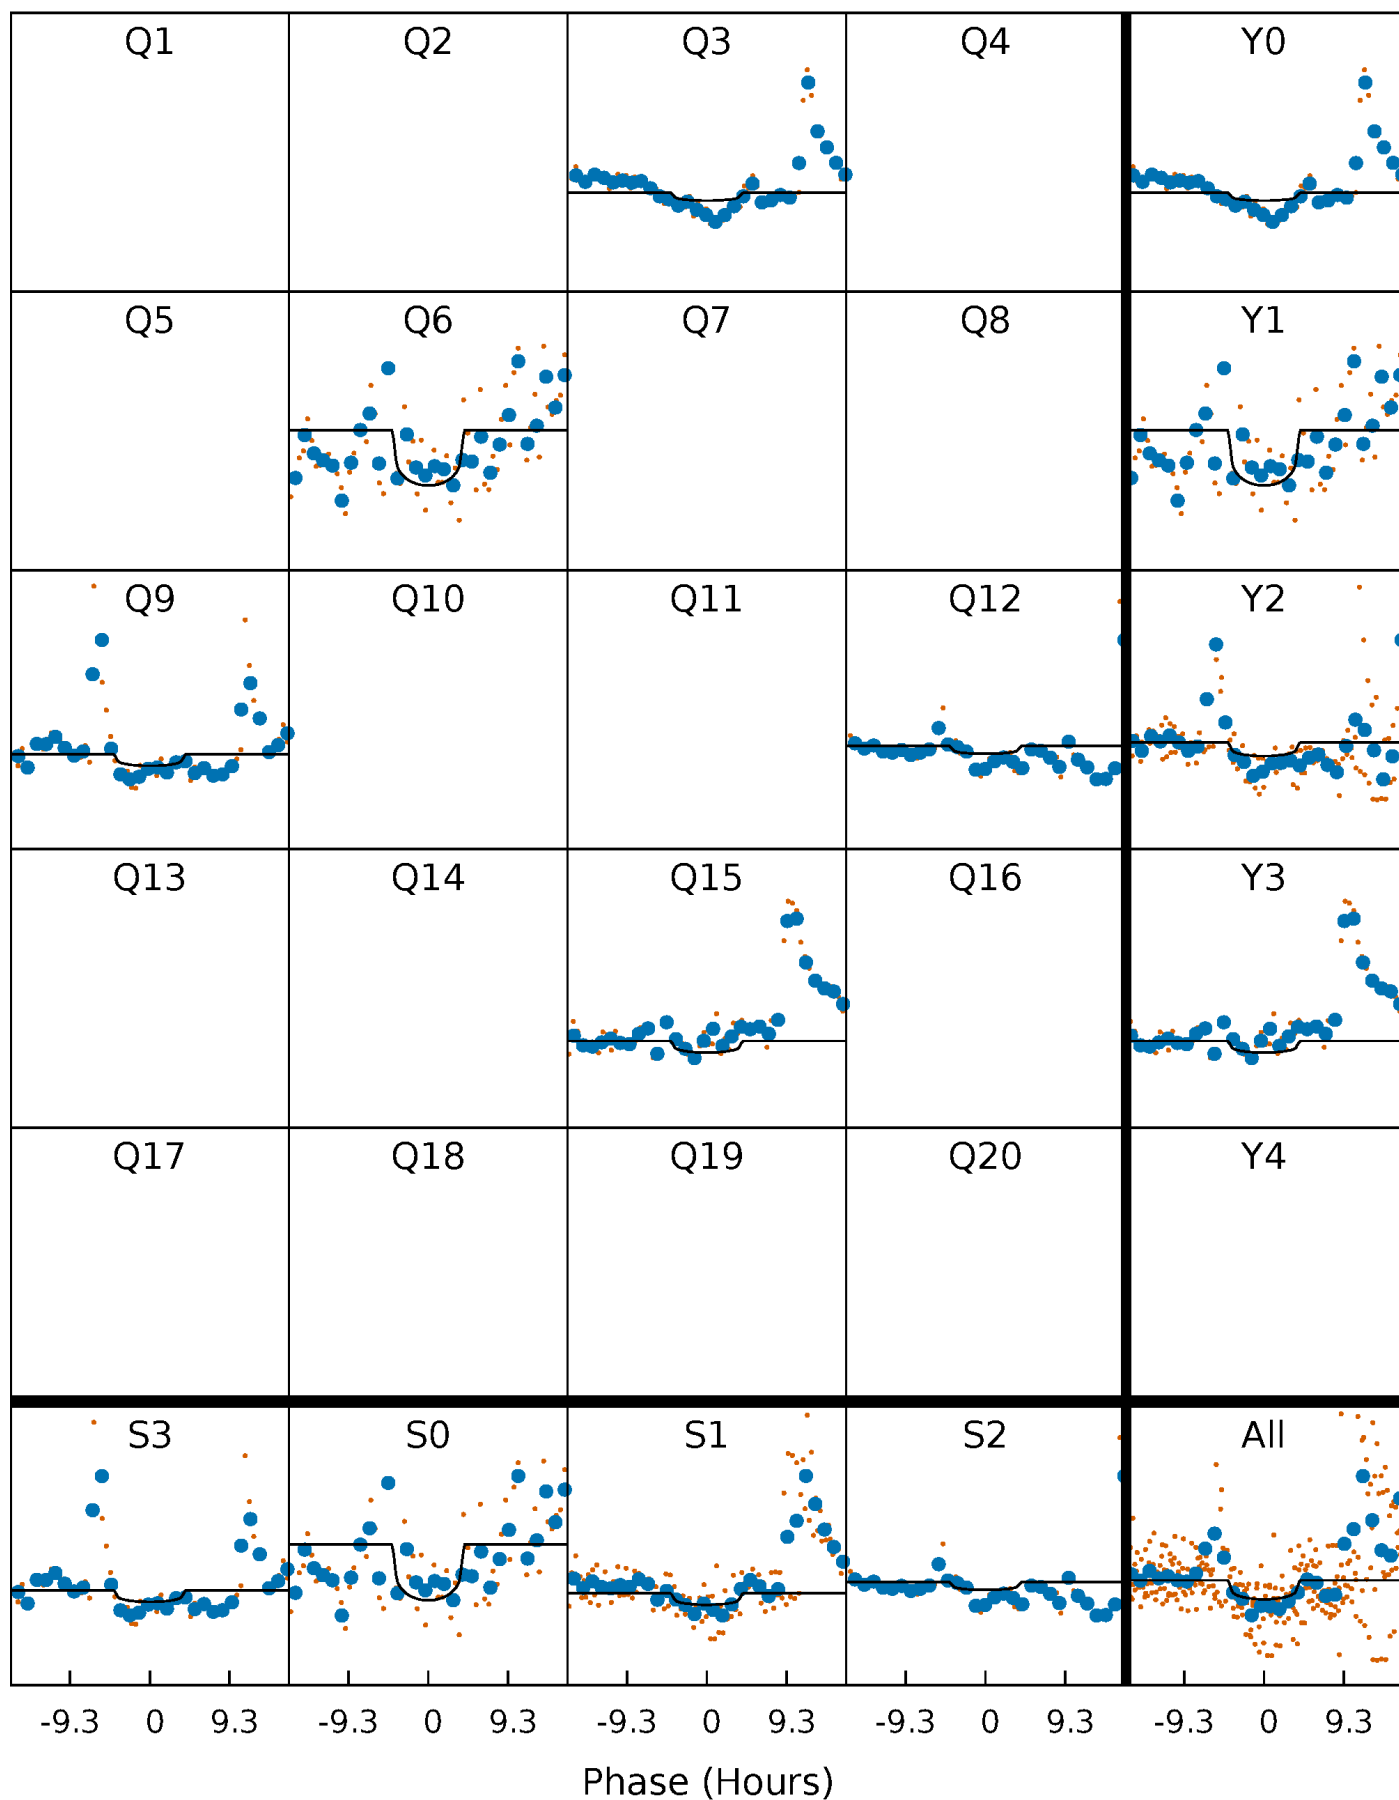 Q1 Q2 Q3 Q4 Y0
Q5 Q6 Q7 Q8 Y1
Q9 Q10 Q11 Q12 Y2
Q13 Q14 Q15 Q16 Y3
Q17 Q18 Q19 Q20 Y4
S3 S0 S1 S2 All
-9.3 0 9.3 -9.3 0 9.3 -9.3 0 9.3 -9.3 0 9.3 -9.3 0 9.3
Phase (Hours)